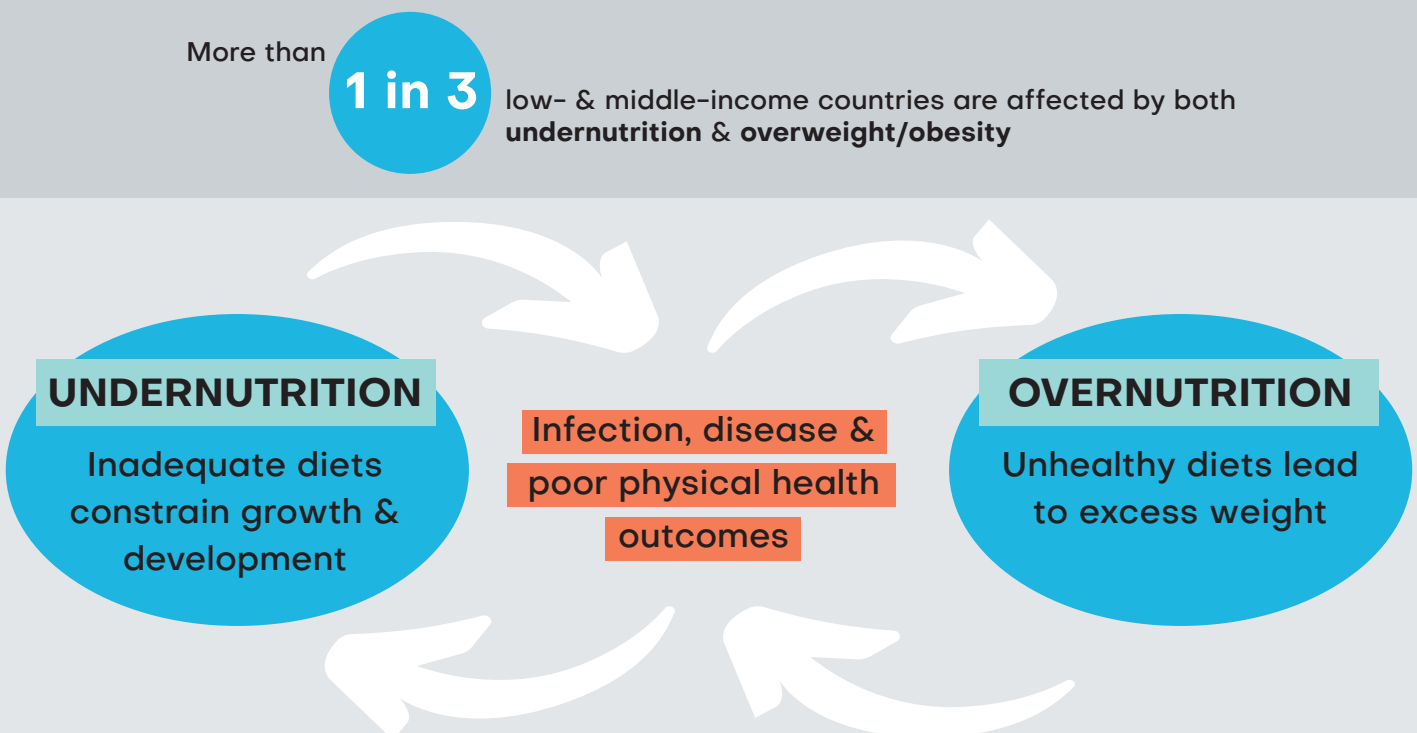 More than
1 in 3
low- & middle-income countries are affected by both
undernutrition & overweight/obesity
UNDERNUTRITION
Inadequate diets
constrain growth &
development
Infection, disease &
poor physical health
outcomes
OVERNUTRITION
Unhealthy diets lead
to excess weight